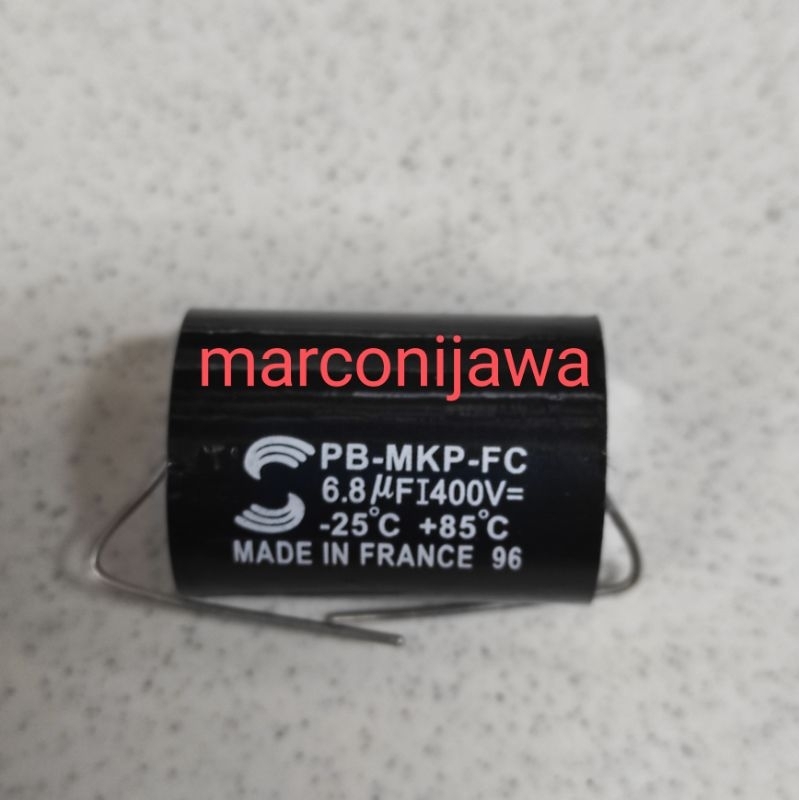 marconijawa
PB-MKP-FC
6.8µFI400V=
-25°C +85°C
MADE IN FRANCE 96